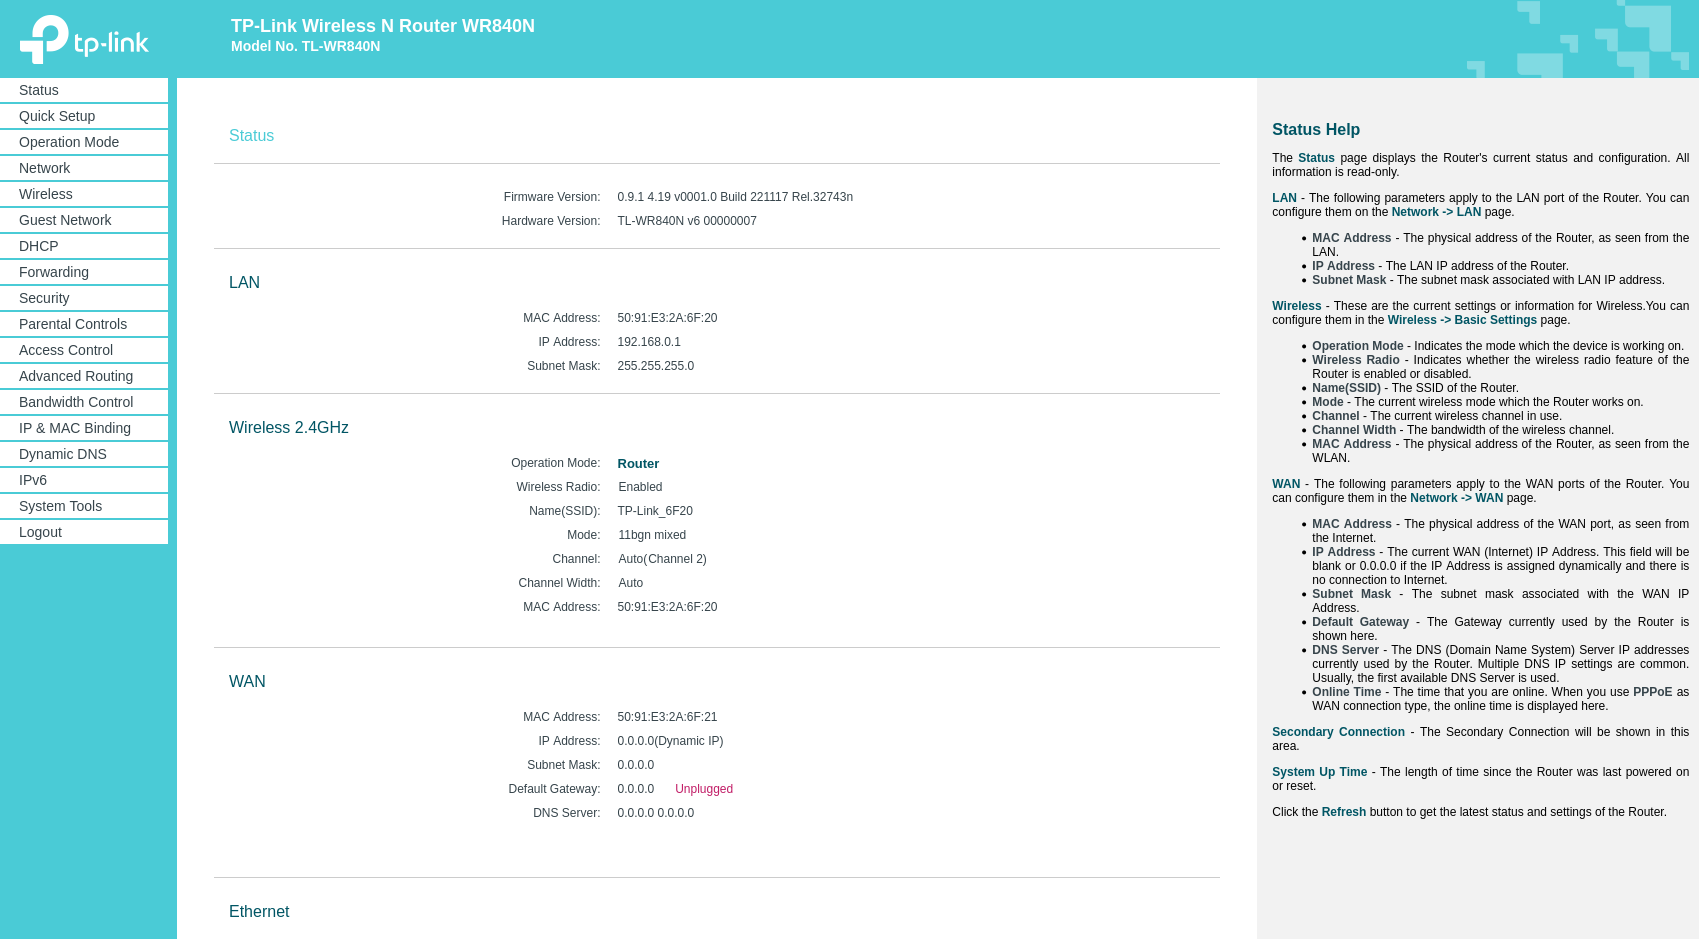 tp-link
TP-Link Wireless N Router WR840N
Model No. TL-WR840N
Status
Quick Setup
Operation Mode
Network
Wireless
Guest Network
DHCP
Forwarding
Security
Parental Controls
Access Control
Advanced Routing
Bandwidth Control
IP & MAC Binding
Dynamic DNS
IPv6
System Tools
Logout
Status
Firmware Version: 0.9.1 4.19 v0001.0 Build 221117 Rel.32743n
Hardware Version: TL-WR840N v6 00000007
LAN
MAC Address: 50:91:E3:2A:6F:20
IP Address: 192.168.0.1
Subnet Mask: 255.255.255.0
Wireless 2.4GHz
Operation Mode: Router
Wireless Radio: Enabled
Name(SSID): TP-Link_6F20
Mode: 11bgn mixed
Channel: Auto(Channel 2)
Channel Width: Auto
MAC Address: 50:91:E3:2A:6F:20
WAN
MAC Address: 50:91:E3:2A:6F:21
IP Address: 0.0.0.0(Dynamic IP)
Subnet Mask: 0.0.0.0
Default Gateway: 0.0.0.0 Unplugged
DNS Server: 0.0.0.0 0.0.0.0
Ethernet
Status Help
The Status page displays the Router's current status and configuration. All
information is read-only.
LAN - The following parameters apply to the LAN port of the Router. You can
configure them on the Network -> LAN page.
• MAC Address - The physical address of the Router, as seen from the
LAN.
• IP Address - The LAN IP address of the Router.
• Subnet Mask - The subnet mask associated with LAN IP address.
Wireless - These are the current settings or information for Wireless.You can
configure them in the Wireless -> Basic Settings page.
• Operation Mode - Indicates the mode which the device is working on.
• Wireless Radio - Indicates whether the wireless radio feature of the
Router is enabled or disabled.
• Name(SSID) - The SSID of the Router.
• Mode - The current wireless mode which the Router works on.
• Channel - The current wireless channel in use.
• Channel Width - The bandwidth of the wireless channel.
• MAC Address - The physical address of the Router, as seen from the
WLAN.
WAN - The following parameters apply to the WAN ports of the Router. You
can configure them in the Network -> WAN page.
• MAC Address - The physical address of the WAN port, as seen from
the Internet.
• IP Address - The current WAN (Internet) IP Address. This field will be
blank or 0.0.0.0 if the IP Address is assigned dynamically and there is
no connection to Internet.
• Subnet Mask - The subnet mask associated with the WAN IP
Address.
• Default Gateway - The Gateway currently used by the Router is
shown here.
• DNS Server - The DNS (Domain Name System) Server IP addresses
currently used by the Router. Multiple DNS IP settings are common.
Usually, the first available DNS Server is used.
• Online Time - The time that you are online. When you use PPPoE as
WAN connection type, the online time is displayed here.
Secondary Connection - The Secondary Connection will be shown in this
area.
System Up Time - The length of time since the Router was last powered on
or reset.
Click the Refresh button to get the latest status and settings of the Router.